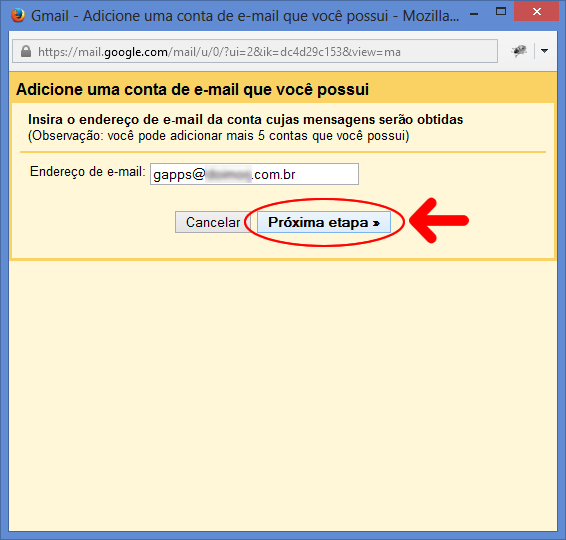 Gmail - Adicione uma conta de e-mail que você possui - Mozilla...
https://mail.google.com/mail/u/0/?ui=2&ik=dc4d29c153&view=ma
Adicione uma conta de e-mail que você possui
Insira o endereço de e-mail da conta cujas mensagens serão obtidas
(Observação: você pode adicionar mais 5 contas que você possui)
Endereço de e-mail: gapps@ .com.br
Cancelar Próxima etapa »